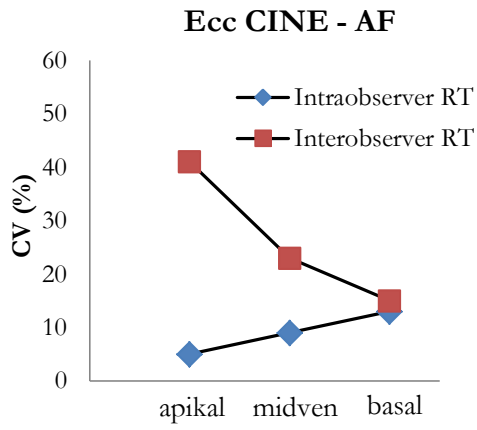 Ecc CINE - AF
60
50
40
30
20
10
0
CV (%)
Intraobserver RT
Interobserver RT
apikal midven basal